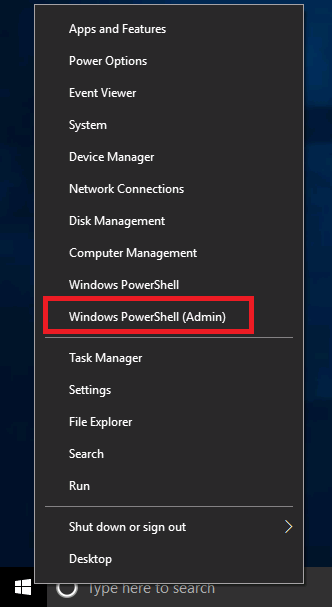 Apps and Features
Power Options
Event Viewer
System
Device Manager
Network Connections
Disk Management
Computer Management
Windows PowerShell
Windows PowerShell (Admin)
Task Manager
Settings
File Explorer
Search
Run
Shut down or sign out
Desktop
Type here to search